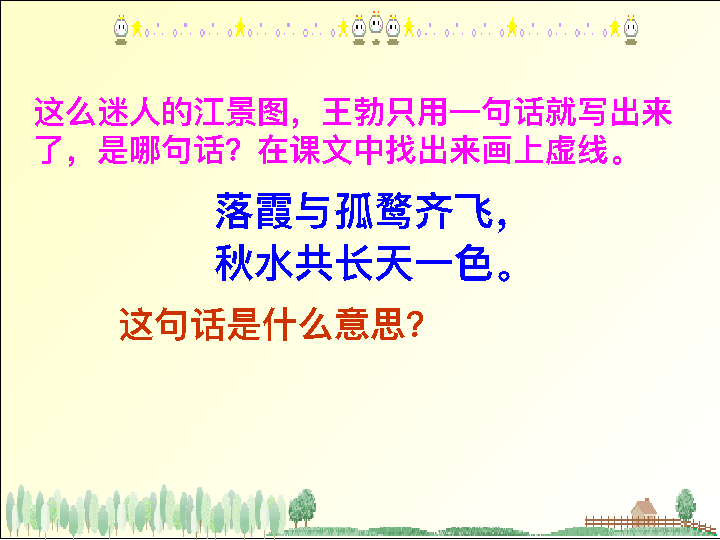 这么迷人的江景图，王勃只用一句话就写出来
了，是哪句话？在课文中找出来画上虚线。
落霞与孤鹜齐飞，
秋水共长天一色。
这句话是什么意思？